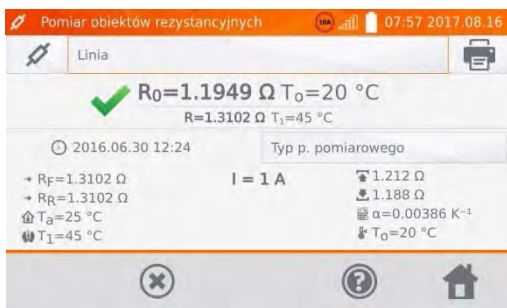 Pomiar obiektów rezystancyjnych 10A 07:57 2017.08.16
Linia
R0=1.1949 Ω To=20 °C
R=1.3102 Ω T1=45 °C
2016.06.30 12:24 Typ p. pomiarowego
RF=1.3102 Ω I = 1 A 1.212 Ω
RR=1.3102 Ω 1.188 Ω
Ta=25 °C α=0.00386 K⁻¹
T1=45 °C To=20 °C